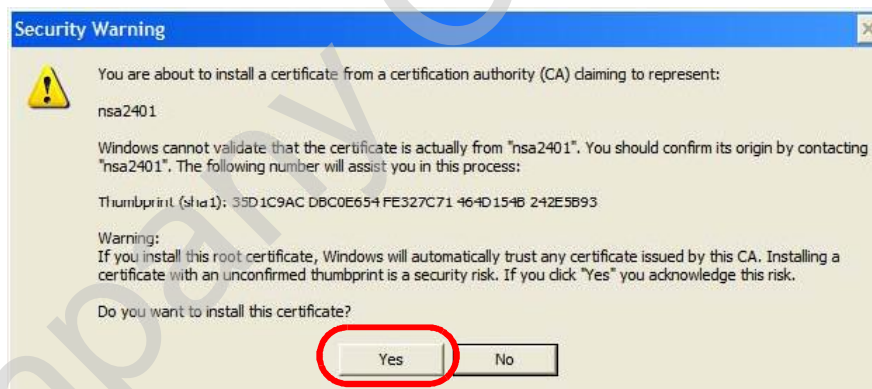 Security Warning
You are about to install a certificate from a certification authority (CA) claiming to represent:
nsa2401
Windows cannot validate that the certificate is actually from "nsa2401". You should confirm its origin by contacting
"nsa2401". The following number will assist you in this process:
Thumbprint (sha1): 35D1C9AC DBC0E654 FE327C71 464D154B 242E5B93
Warning:
If you install this root certificate, Windows will automatically trust any certificate issued by this CA. Installing a
certificate with an unconfirmed thumbprint is a security risk. If you click "Yes" you acknowledge this risk.
Do you want to install this certificate?
Yes No